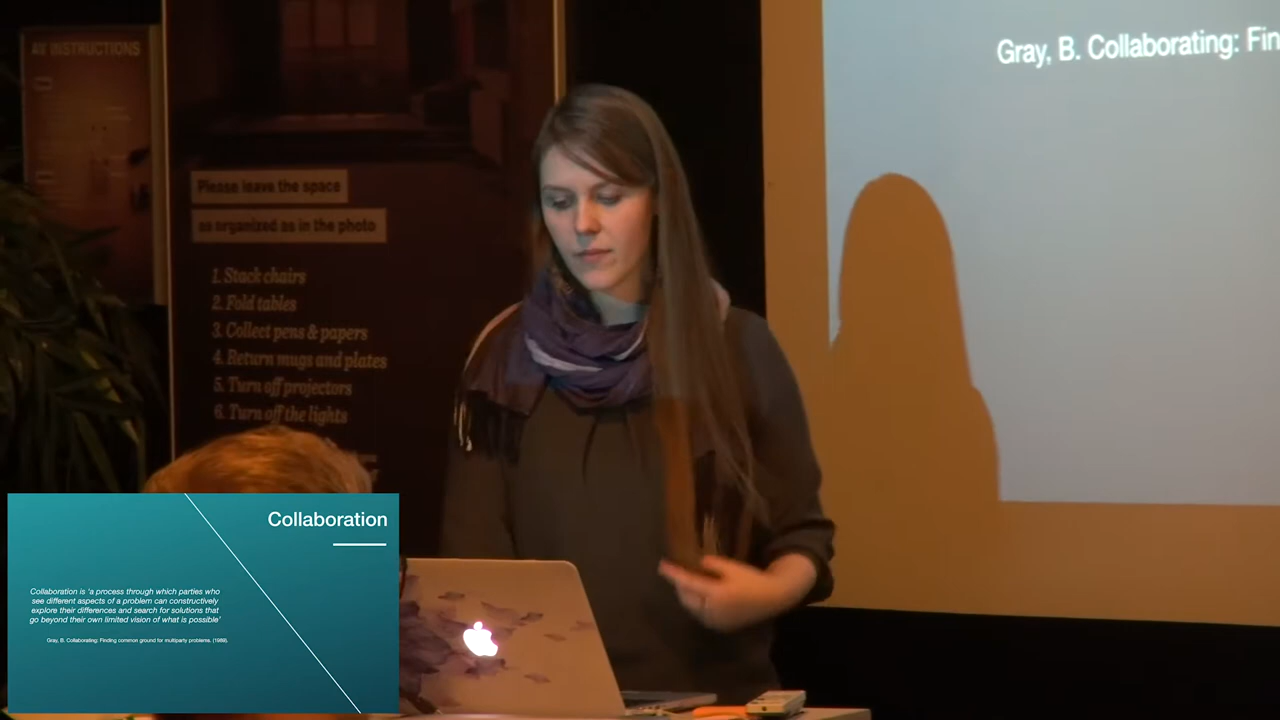 AV INSTRUCTIONS
Gray, B. Collaborating: Fin
Please leave the space
as organized as in the photo
1. Stack chairs
2. Fold tables
3. Collect pens & papers
4. Return mugs and plates
5. Turn off projectors
6. Turn off the lights
Collaboration
Collaboration is 'a process through which parties who
see different aspects of a problem can constructively
explore their differences and search for solutions that
go beyond their own limited vision of what is possible'
Gray, B. Collaborating: Finding common ground for multiparty problems. (1989).